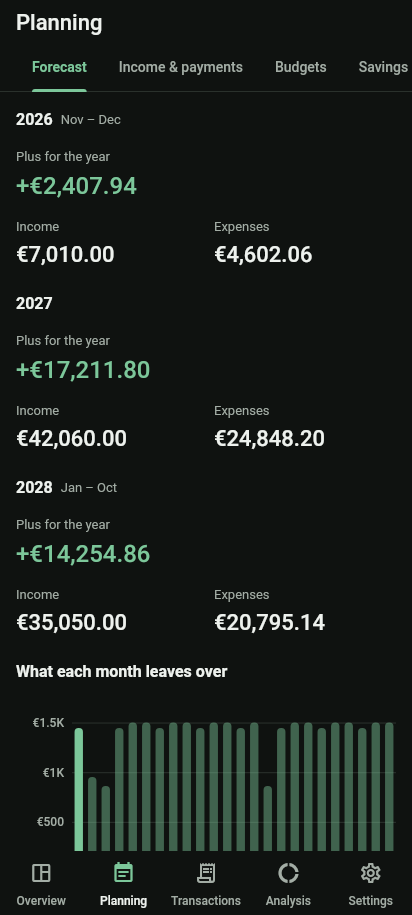 Planning
Forecast Income & payments Budgets Savings
2026 Nov – Dec
Plus for the year
+€2,407.94
Income Expenses
€7,010.00 €4,602.06
2027
Plus for the year
+€17,211.80
Income Expenses
€42,060.00 €24,848.20
2028 Jan – Oct
Plus for the year
+€14,254.86
Income Expenses
€35,050.00 €20,795.14
What each month leaves over
€1.5K
€1K
€500
Overview Planning Transactions Analysis Settings